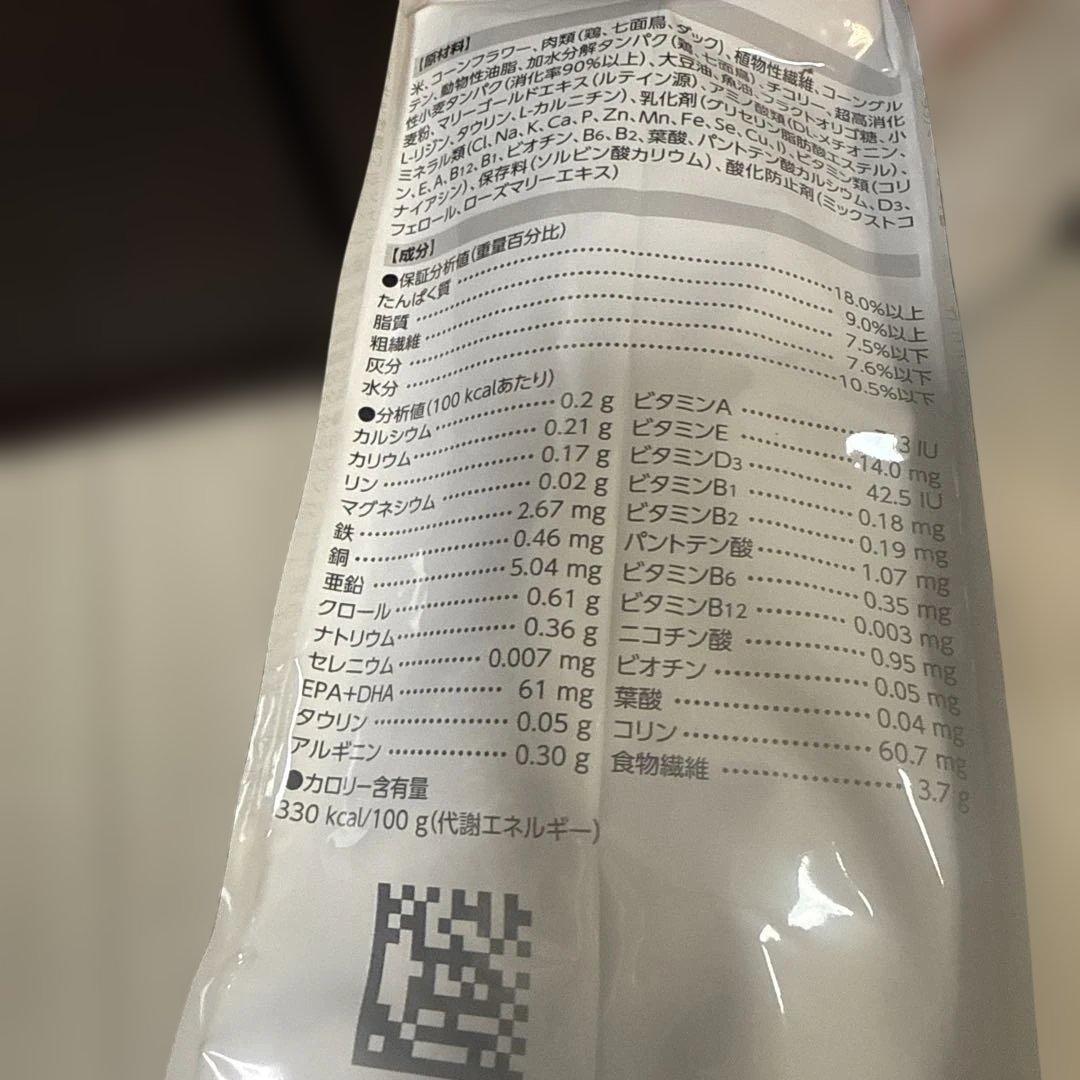 【原材料】
米、コーンフラワー、肉類(鶏、七面鳥、ダック)、植物性繊維、コーングル
テン、動物性油脂、加水分解タンパク(鶏、七面鳥)、チコリー、超高消化
性小麦タンパク(消化率90%以上)、大豆油、魚油、フラクトオリゴ糖、小
麦粉、マリーゴールドエキス(ルテイン源)、アミノ酸類(DL-メチオニン、
L-リジン、タウリン、L-カルニチン)、乳化剤(グリセリン脂肪酸エステル)、
ミネラル類(Cl、Na、K、Ca、P、Zn、Mn、Fe、Se、Cu、I)、ビタミン類(コリ
ン、E、A、B12、B1、ビオチン、B6、B2、葉酸、パントテン酸カルシウム、D3、
ナイアシン)、保存料(ソルビン酸カリウム)、酸化防止剤(ミックストコ
フェロール、ローズマリーエキス)
【成分】
●保証分析値(重量百分比)
たんぱく質 18.0%以上
脂質 9.0%以上
粗繊維 7.5%以下
灰分 7.6%以下
水分 10.5%以下
●分析値(100 kcalあたり)
カルシウム 0.2 g
カリウム 0.21 g
リン 0.17 g
マグネシウム 0.02 g
鉄 2.67 mg
銅 0.46 mg
亜鉛 5.04 mg
クロール 0.61 g
ナトリウム 0.36 g
セレニウム 0.007 mg
EPA+DHA 61 mg
タウリン 0.05 g
アルギニン 0.30 g
ビタミンA IU
ビタミンE 14.0 mg
ビタミンD3 42.5 IU
ビタミンB1 0.18 mg
ビタミンB2 0.19 mg
パントテン酸 1.07 mg
ビタミンB6 0.35 mg
ビタミンB12 0.003 mg
ニコチン酸 0.95 mg
ビオチン 0.05 mg
葉酸 0.04 mg
コリン 60.7 mg
食物繊維 3.7 g
●カロリー含有量
330 kcal/100 g(代謝エネルギー)